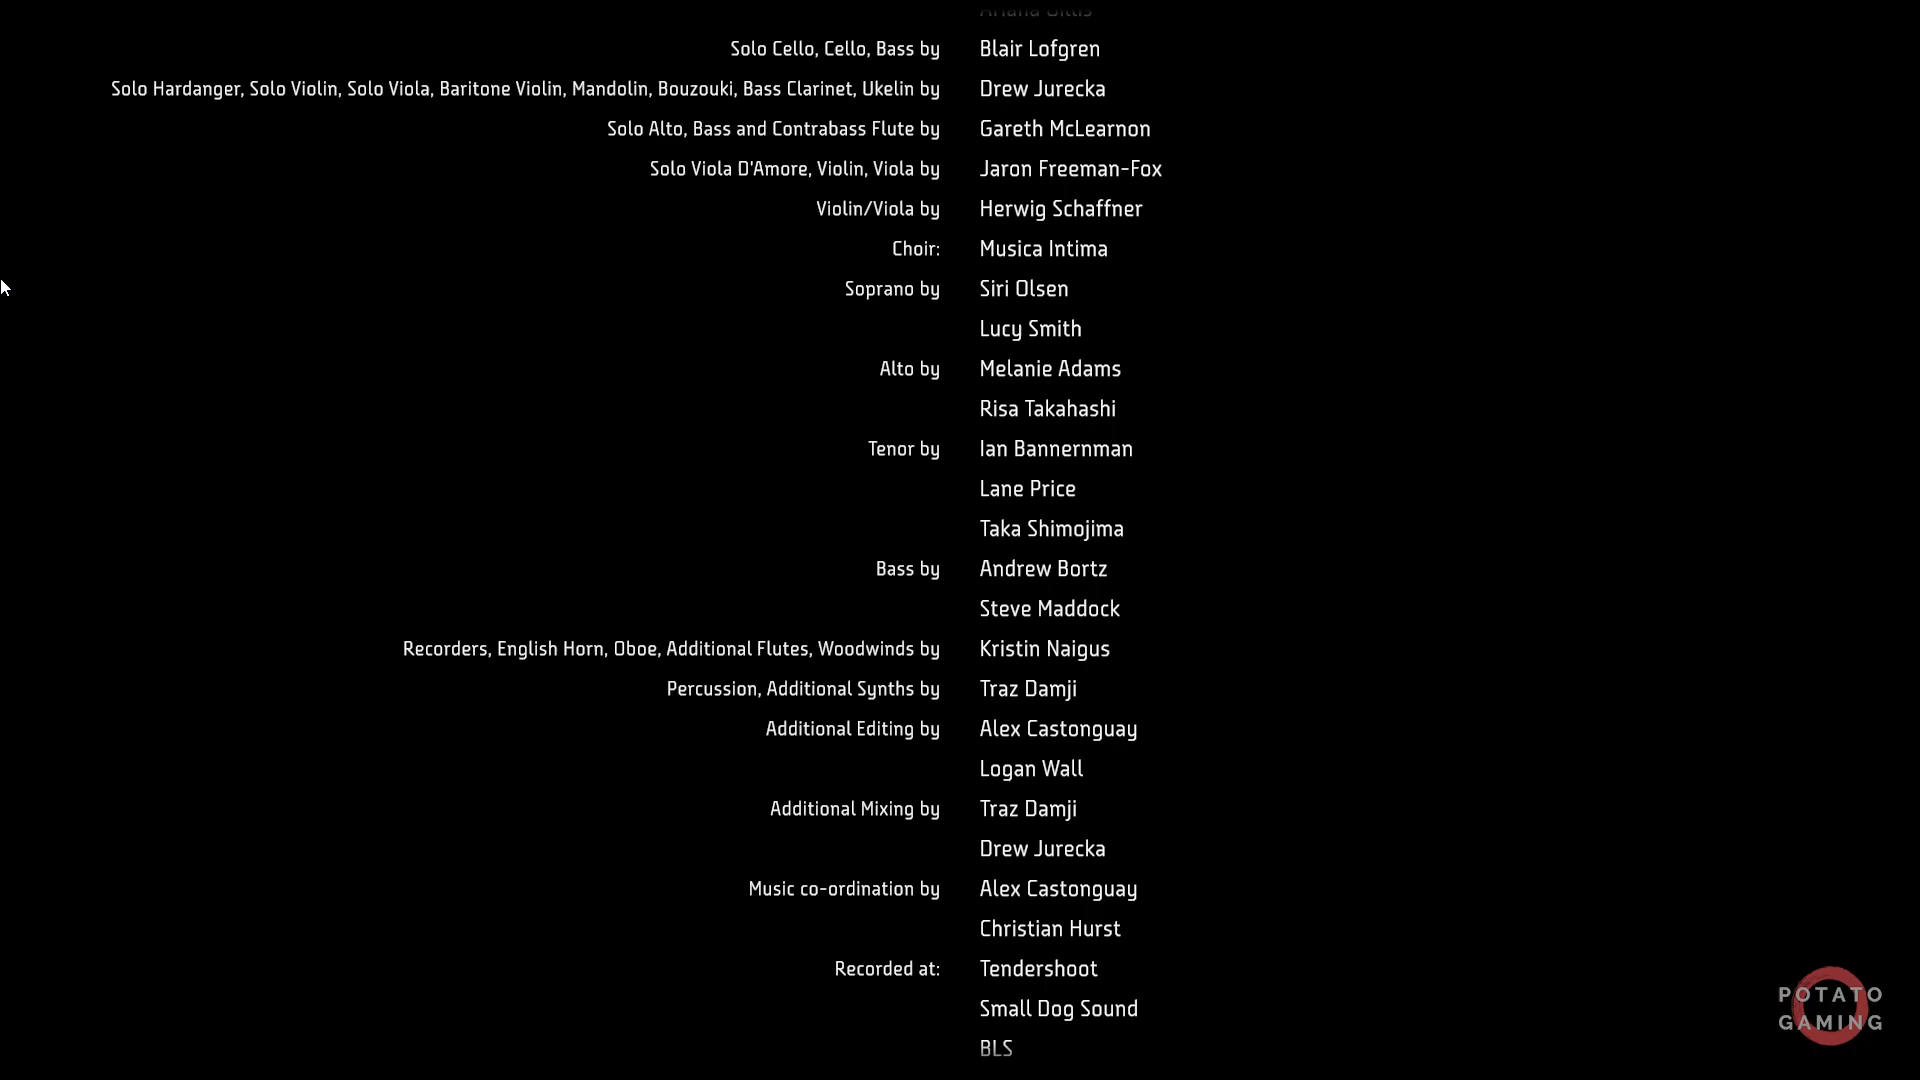 Ariana Gillis
Solo Cello, Cello, Bass by Blair Lofgren
Solo Hardanger, Solo Violin, Solo Viola, Baritone Violin, Mandolin, Bouzouki, Bass Clarinet, Ukelin by Drew Jurecka
Solo Alto, Bass and Contrabass Flute by Gareth McLearnon
Solo Viola D'Amore, Violin, Viola by Jaron Freeman-Fox
Violin/Viola by Herwig Schaffner
Choir: Musica Intima
Soprano by Siri Olsen
Lucy Smith
Alto by Melanie Adams
Risa Takahashi
Tenor by Ian Bannernman
Lane Price
Taka Shimojima
Bass by Andrew Bortz
Steve Maddock
Recorders, English Horn, Oboe, Additional Flutes, Woodwinds by Kristin Naigus
Percussion, Additional Synths by Traz Damji
Additional Editing by Alex Castonguay
Logan Wall
Additional Mixing by Traz Damji
Drew Jurecka
Music co-ordination by Alex Castonguay
Christian Hurst
Recorded at: Tendershoot
Small Dog Sound
BLS
POTATO
GAMING